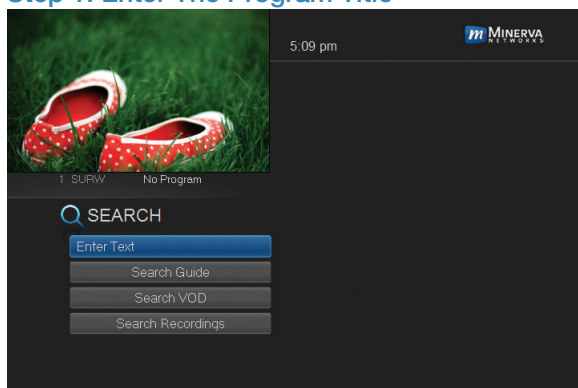 Step 1: Enter The Program Title
5:09 pm
m MINERVA
NETWORKS
1 SURW No Program
SEARCH
Enter Text
Search Guide
Search VOD
Search Recordings